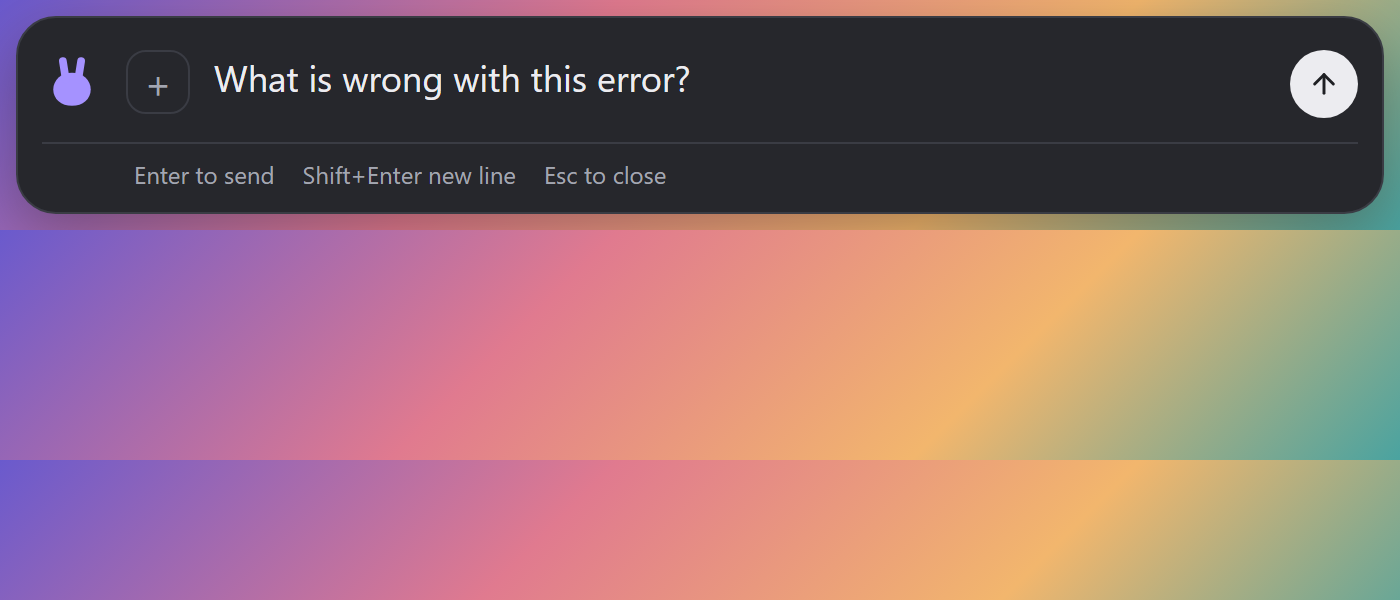 What is wrong with this error?
Enter to send Shift+Enter new line Esc to close